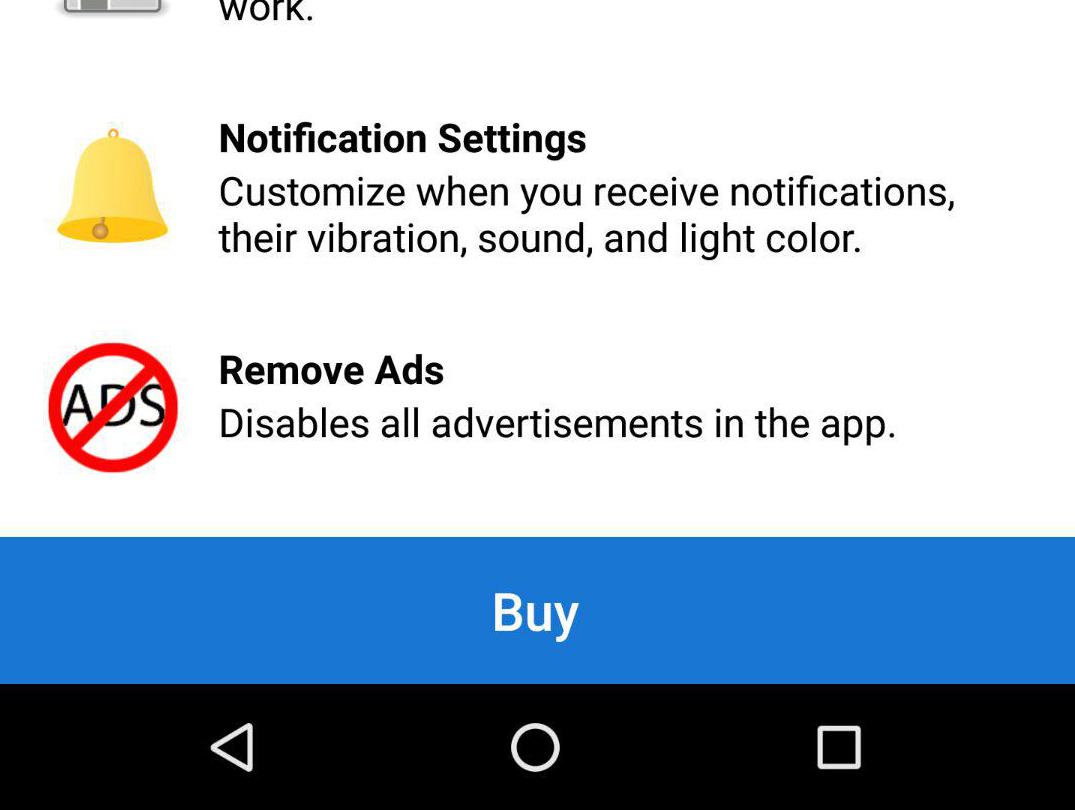 work.
Notification Settings
Customize when you receive notifications,
their vibration, sound, and light color.
ADS
Remove Ads
Disables all advertisements in the app.
Buy